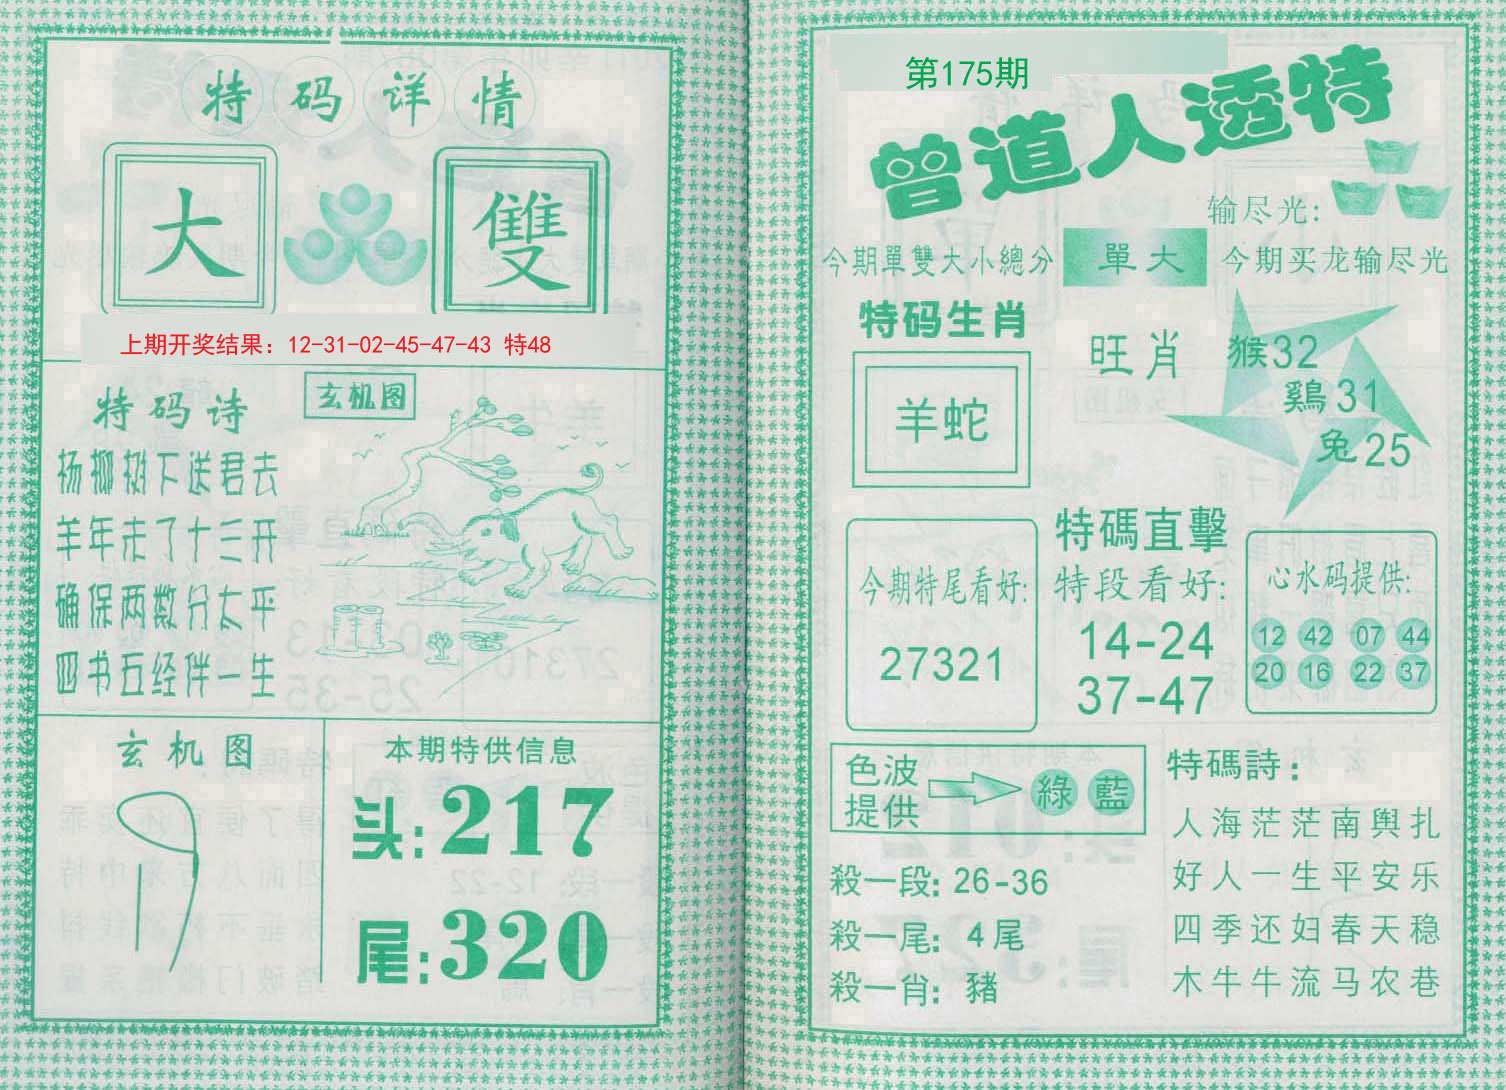 特码详情
大
雙
上期开奖结果：12-31-02-45-47-43 特48
特码诗
玄机图
杨柳树下送君去
羊年未了十三开
确保两数分太平
四书五经伴一生
玄机图
本期特供信息
头:217
尾:320
第175期
曾道人透特
输尽光:
今期單雙大小總分
單大
今期买龙输尽光
特码生肖
羊蛇
旺肖
猴32
鷄31
兔25
今期特尾看好:
27321
特碼直擊
特段看好:
14-24
37-47
心水码提供:
12 42 07 44
20 16 22 37
色波
提供
綠 藍
殺一段: 26-36
殺一尾: 4尾
殺一肖: 豬
特碼詩:
人海茫茫南舆扎
好人一生平安乐
四季还妇春天稳
木牛牛流马农巷